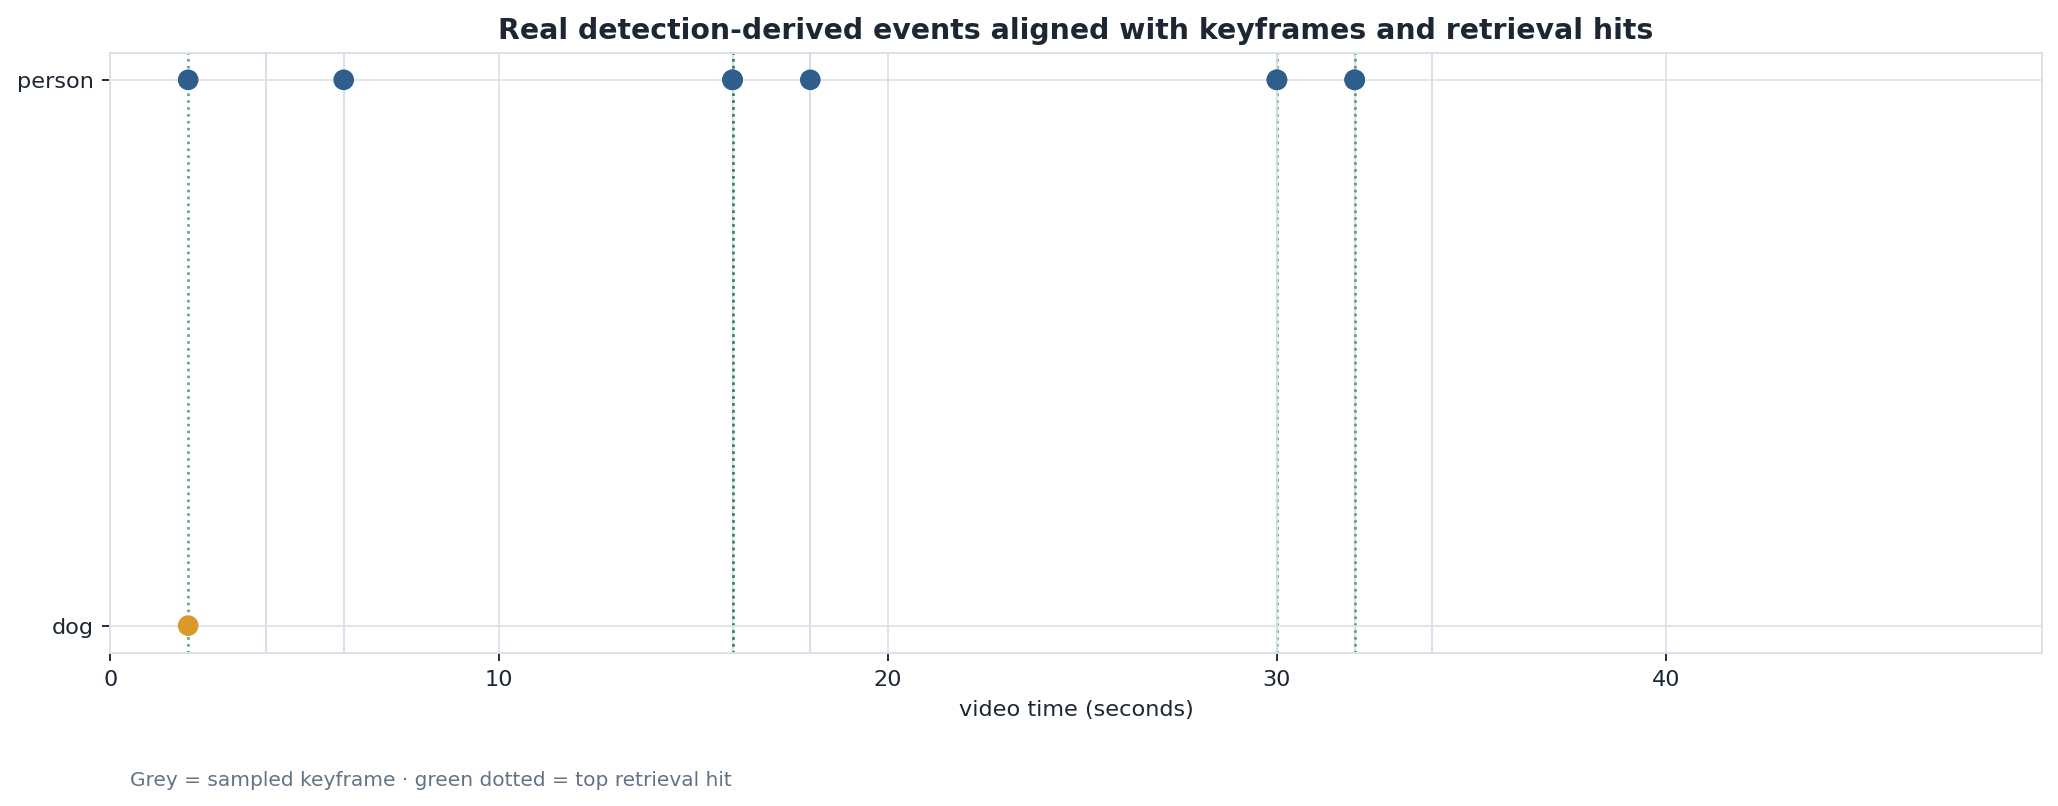 Real detection-derived events aligned with keyframes and retrieval hits
person
dog
0 10 20 30 40
video time (seconds)
Grey = sampled keyframe · green dotted = top retrieval hit